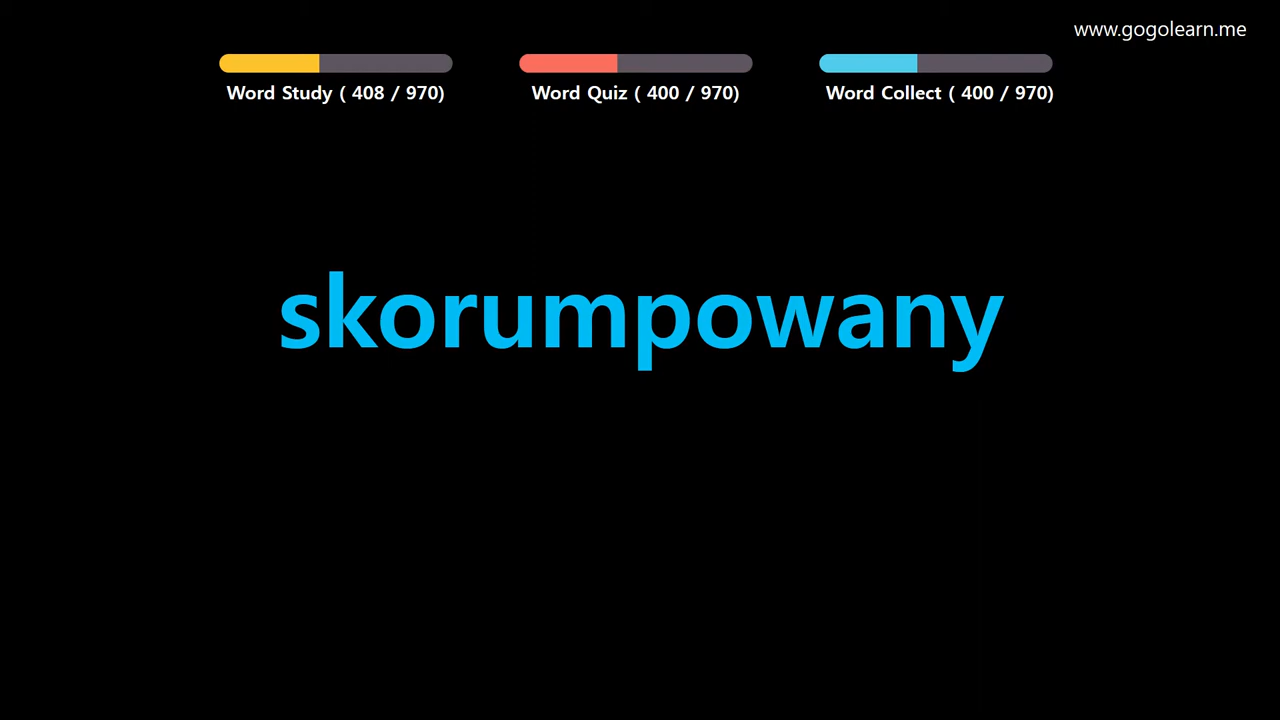 www.gogolearn.me
Word Study ( 408 / 970)
Word Quiz ( 400 / 970)
Word Collect ( 400 / 970)
skorumpowany